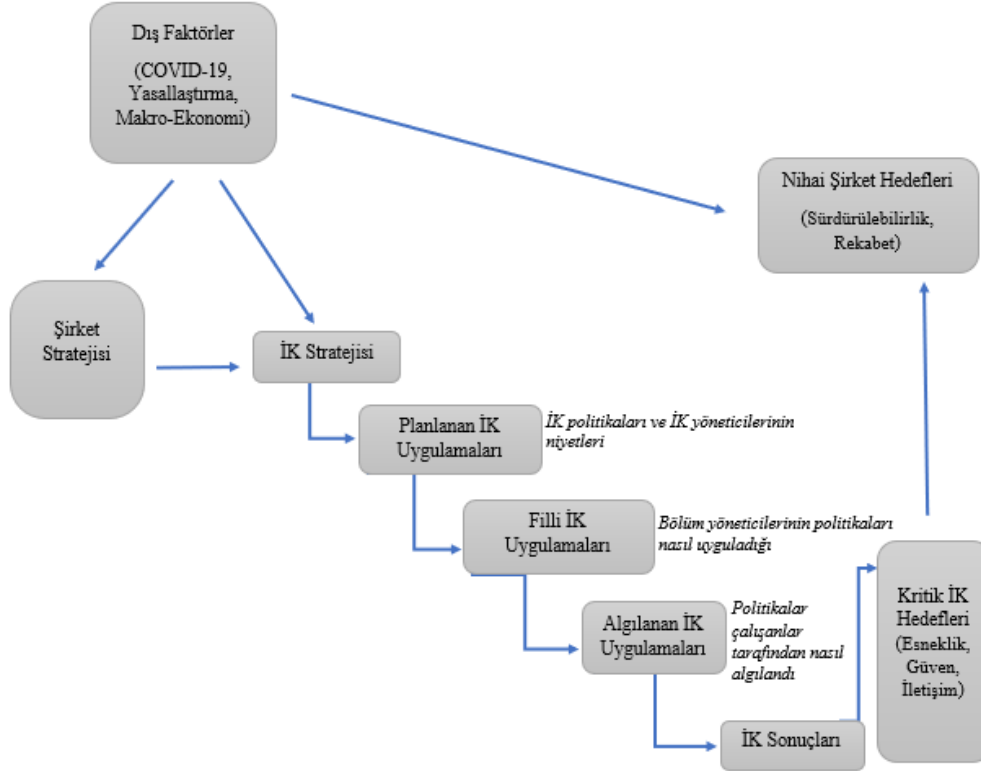 Dış Faktörler
(COVID-19,
Yasallaştırma,
Makro-Ekonomi)
Nihai Şirket Hedefleri
(Sürdürülebilirlik,
Rekabet)
Şirket
Stratejisi
İK Stratejisi
Planlanan İK
Uygulamaları
İK politikaları ve İK yöneticilerinin
niyetleri
Filli İK
Uygulamaları
Bölüm yöneticilerinin politikaları
nasıl uyguladığı
Algılanan İK
Uygulamaları
Politikalar
çalışanlar
tarafından nasıl
algılandı
Kritik İK
Hedefleri
(Esneklik,
Güven,
İletişim)
İK Sonuçları